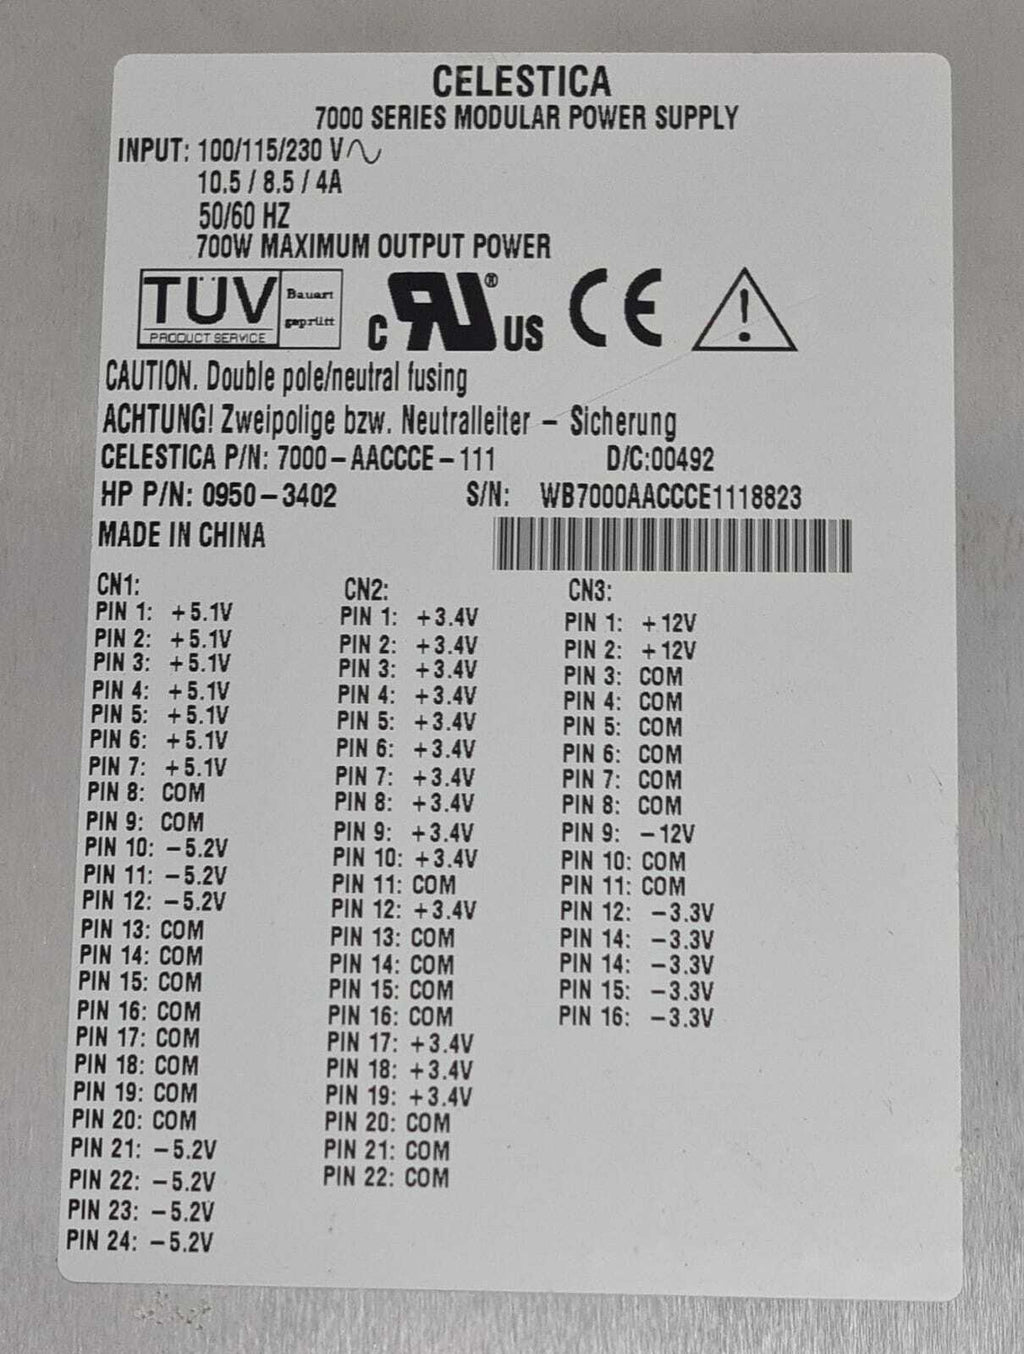 CELESTICA
7000 SERIES MODULAR POWER SUPPLY
INPUT: 100/115/230 V
10.5 / 8.5 / 4A
50/60 HZ
700W MAXIMUM OUTPUT POWER
TÜV Bauart geprüft
PRODUCT SERVICE
C RU ® US CE !
CAUTION. Double pole/neutral fusing
ACHTUNG! Zweipolige bzw. Neutralleiter – Sicherung
CELESTICA P/N: 7000-AACCCE-111 D/C:00492
HP P/N: 0950-3402 S/N: WB7000AACCCE1118823
MADE IN CHINA
CN1:
PIN 1: +5.1V
PIN 2: +5.1V
PIN 3: +5.1V
PIN 4: +5.1V
PIN 5: +5.1V
PIN 6: +5.1V
PIN 7: +5.1V
PIN 8: COM
PIN 9: COM
PIN 10: -5.2V
PIN 11: -5.2V
PIN 12: -5.2V
PIN 13: COM
PIN 14: COM
PIN 15: COM
PIN 16: COM
PIN 17: COM
PIN 18: COM
PIN 19: COM
PIN 20: COM
PIN 21: -5.2V
PIN 22: -5.2V
PIN 23: -5.2V
PIN 24: -5.2V
CN2:
PIN 1: +3.4V
PIN 2: +3.4V
PIN 3: +3.4V
PIN 4: +3.4V
PIN 5: +3.4V
PIN 6: +3.4V
PIN 7: +3.4V
PIN 8: +3.4V
PIN 9: +3.4V
PIN 10: +3.4V
PIN 11: COM
PIN 12: +3.4V
PIN 13: COM
PIN 14: COM
PIN 15: COM
PIN 16: COM
PIN 17: +3.4V
PIN 18: +3.4V
PIN 19: +3.4V
PIN 20: COM
PIN 21: COM
PIN 22: COM
CN3:
PIN 1: +12V
PIN 2: +12V
PIN 3: COM
PIN 4: COM
PIN 5: COM
PIN 6: COM
PIN 7: COM
PIN 8: COM
PIN 9: -12V
PIN 10: COM
PIN 11: COM
PIN 12: -3.3V
PIN 14: -3.3V
PIN 14: -3.3V
PIN 15: -3.3V
PIN 16: -3.3V